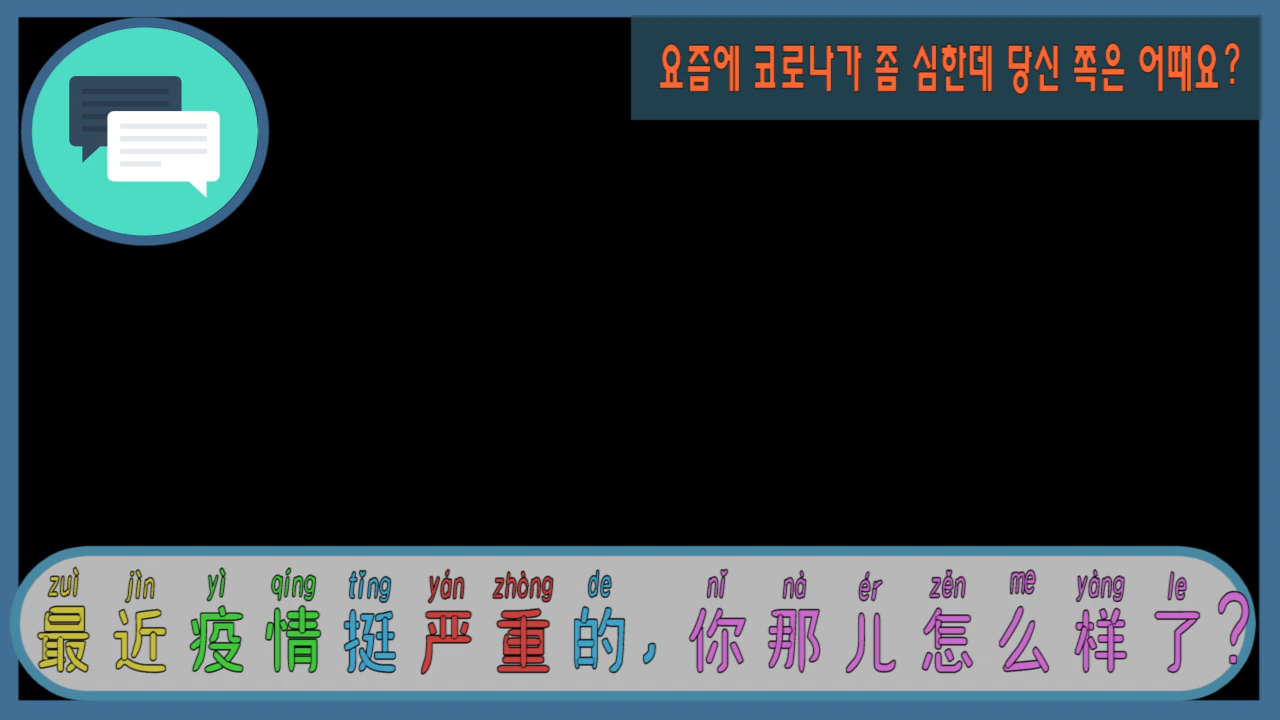 요즘에 코로나가 좀 심한데 당신 쪽은 어때요?
zuì jìn yì qíng tǐng yán zhòng de nǐ nà ér zěn me yàng le
最近疫情挺严重的，你那儿怎么样了?